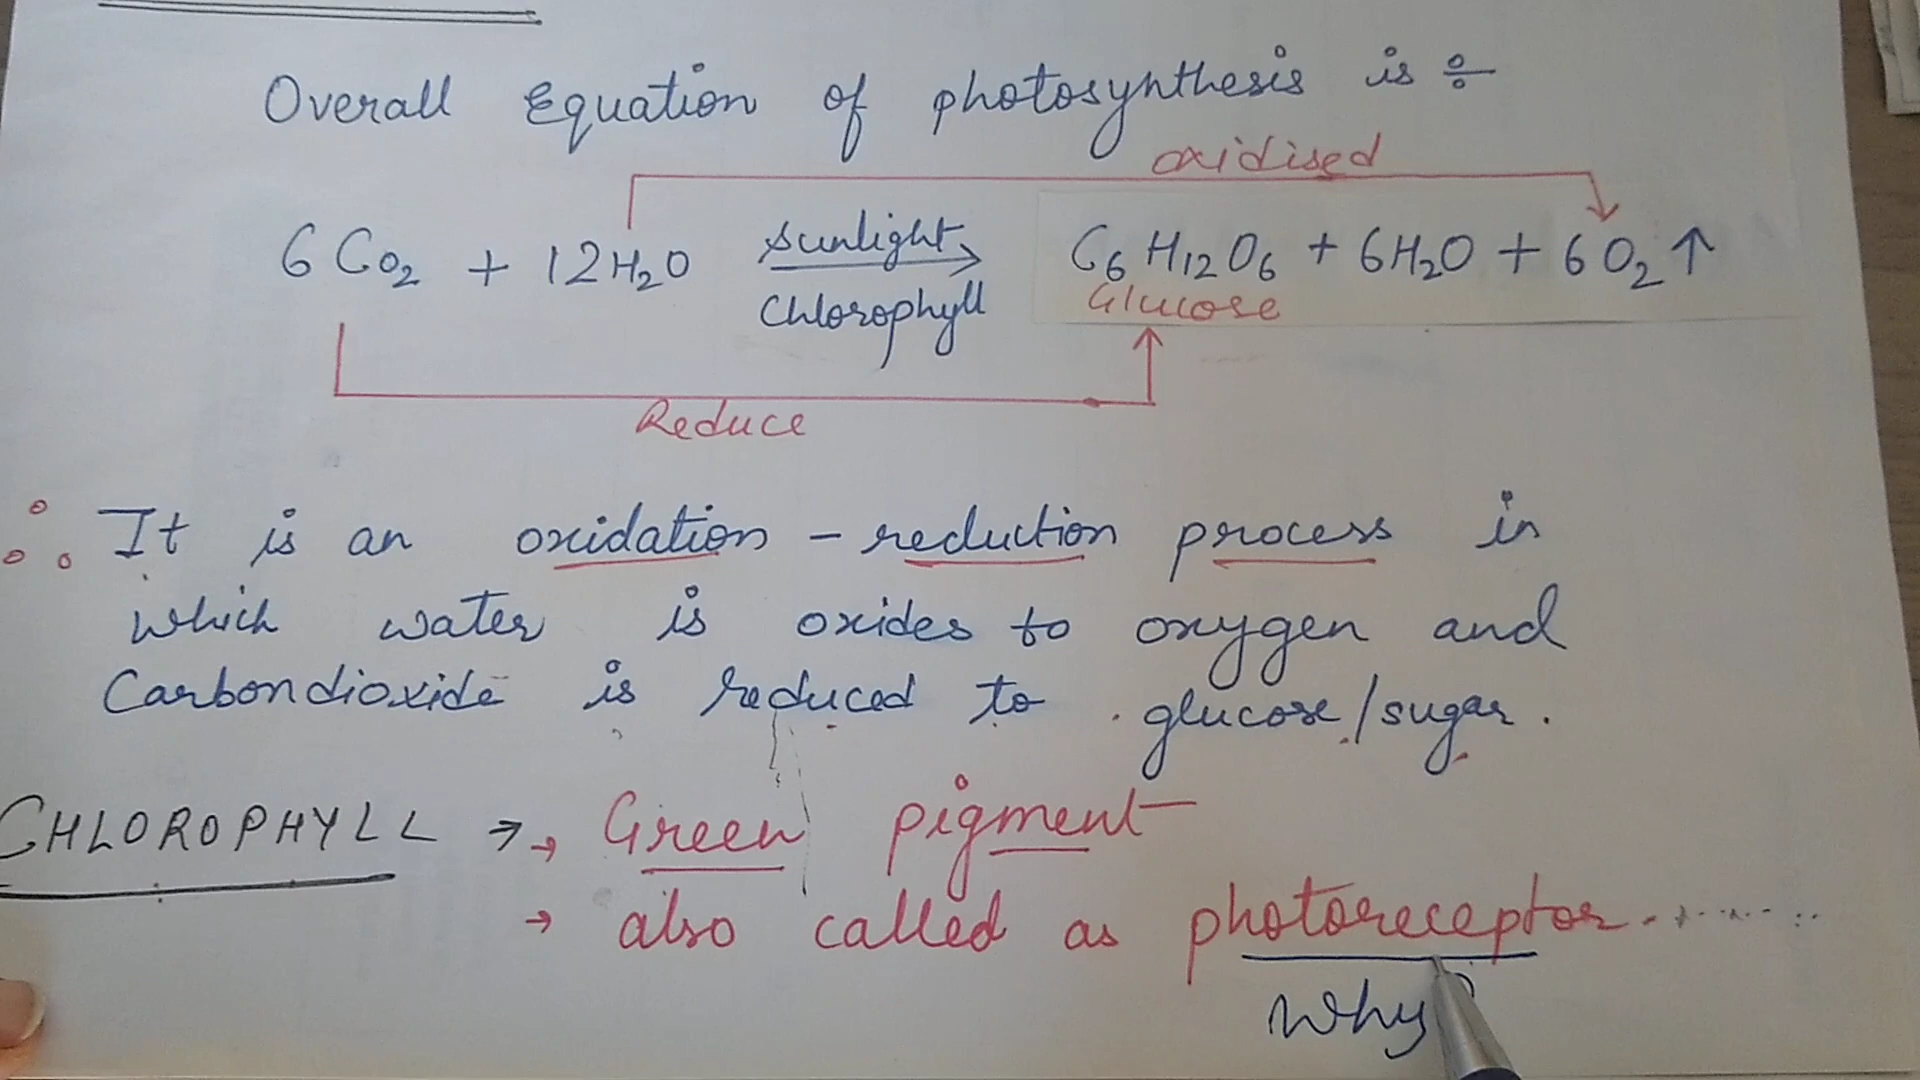 Overall Equation of photosynthesis is ÷
oxidised
6CO₂ + 12H₂O Sunlight Chlorophyll → C₆H₁₂O₆ + 6H₂O + 6O₂↑
Glucose
Reduce
∴ It is an oxidation - reduction process in
which water is oxides to oxygen and
Carbondioxide is reduced to glucose/sugar.
CHLOROPHYLL → → Green pigment
→ also called as photoreceptor.......
Why?